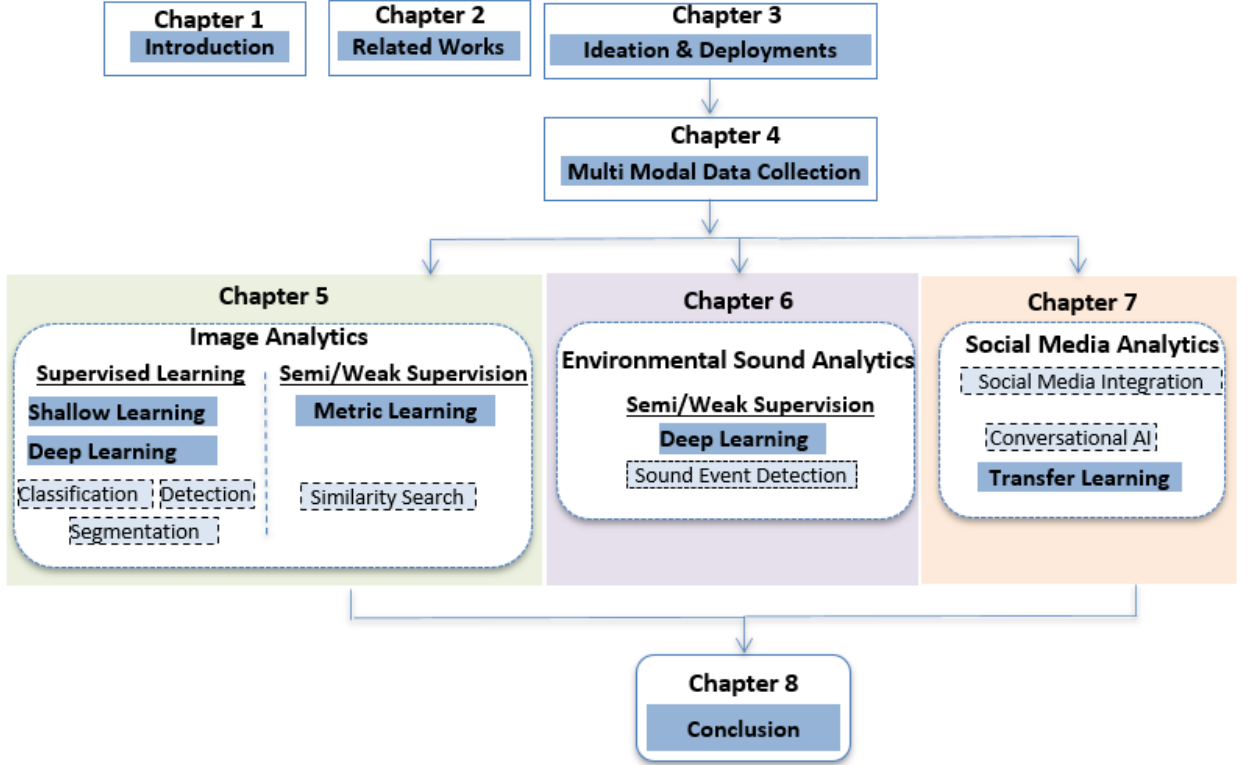 Chapter 1
Introduction
Chapter 2
Related Works
Chapter 3
Ideation & Deployments
Chapter 4
Multi Modal Data Collection
Chapter 5
Image Analytics
Supervised Learning
Shallow Learning
Deep Learning
Classification
Detection
Segmentation
Semi/Weak Supervision
Metric Learning
Similarity Search
Chapter 6
Environmental Sound Analytics
Semi/Weak Supervision
Deep Learning
Sound Event Detection
Chapter 7
Social Media Analytics
Social Media Integration
Conversational AI
Transfer Learning
Chapter 8
Conclusion